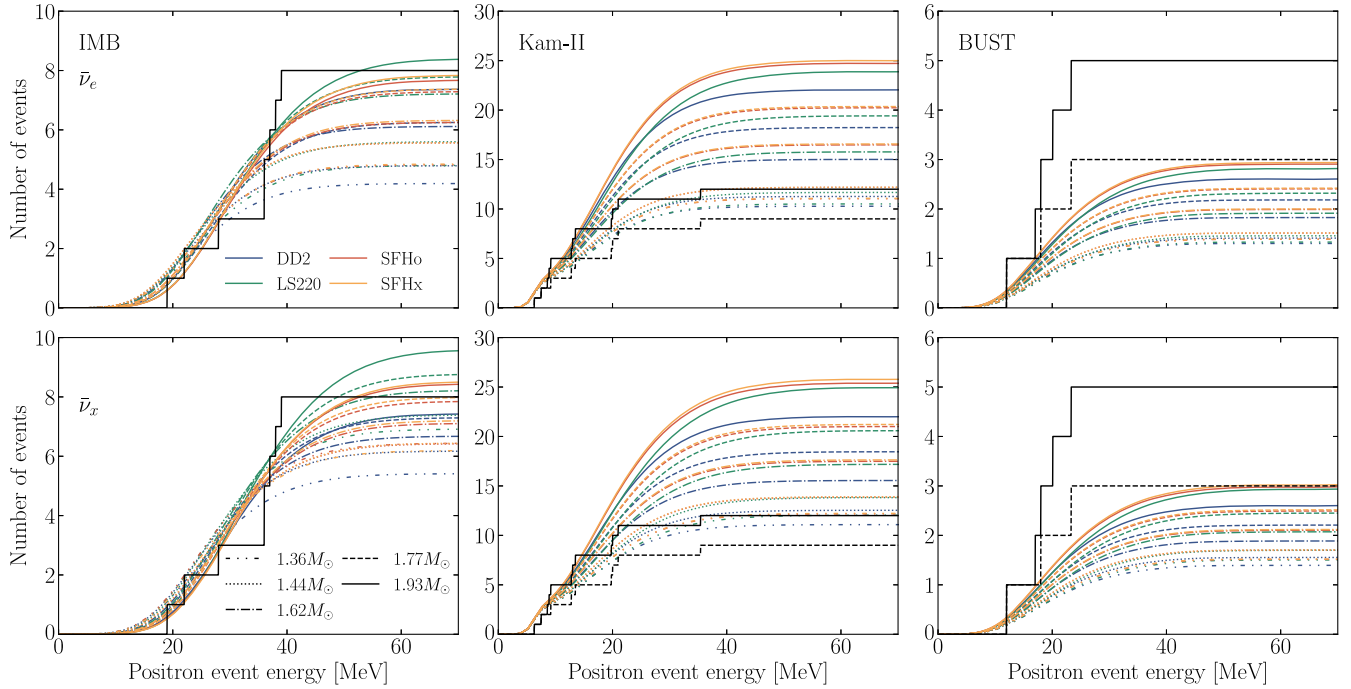 IMB
ν̄ₑ
Number of events
10
8
6
4
2
0
DD2
SFHo
LS220
SFHx
Kam-II
30
25
20
15
10
5
0
BUST
6
5
4
3
2
1
0
ν̄ₓ
Number of events
10
8
6
4
2
0
1.36M⊙
1.77M⊙
1.44M⊙
1.93M⊙
1.62M⊙
0 20 40 60
Positron event energy [MeV]
30
25
20
15
10
5
0
0 20 40 60
Positron event energy [MeV]
6
5
4
3
2
1
0
0 20 40 60
Positron event energy [MeV]